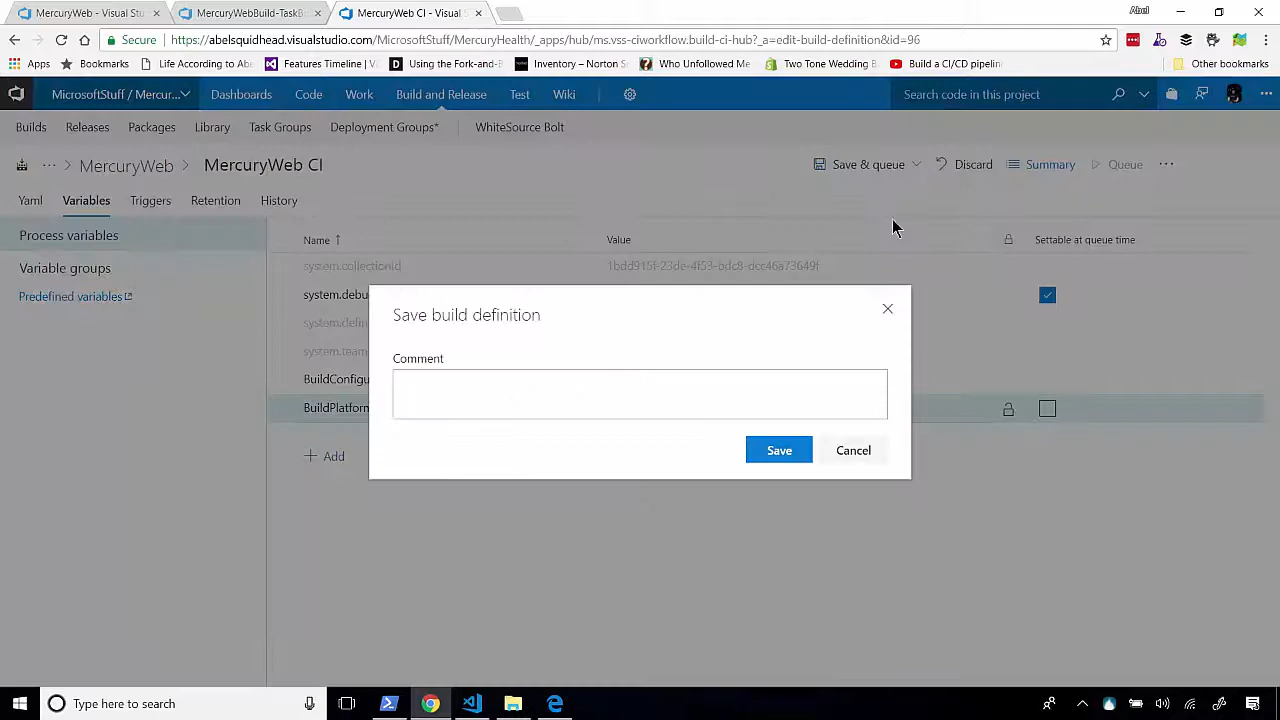 MercuryWeb - Visual Stu
MercuryWebBuild-TaskB
MercuryWeb CI - Visual S
Abel
Secure
https://abelsquidhead.visualstudio.com/MicrosoftStuff/MercuryHealth/_apps/hub/ms.vss-ciworkflow.build-ci-hub?_a=edit-build-definition&id=96
Apps
Bookmarks
Life According to Abe
Features Timeline | V
Using the Fork-and-B
Inventory – Norton S
Who Unfollowed Me
Two Tone Wedding B
Build a CI/CD pipelin
Other bookmarks
MicrosoftStuff / Mercur...
Dashboards
Code
Work
Build and Release
Test
Wiki
Search code in this project
Builds
Releases
Packages
Library
Task Groups
Deployment Groups*
WhiteSource Bolt
... > MercuryWeb > MercuryWeb CI
Save & queue
Discard
Summary
Queue
...
Yaml
Variables
Triggers
Retention
History
Process variables
Variable groups
Predefined variables
Name ↑
Value
Settable at queue time
system.collectionId
1bdd915f-23de-4f53-bdc8-dcc46a73649f
system.debu
system.defin
system.team
BuildConfigu
BuildPlatform
+ Add
Save build definition
Comment
Save
Cancel
Type here to search